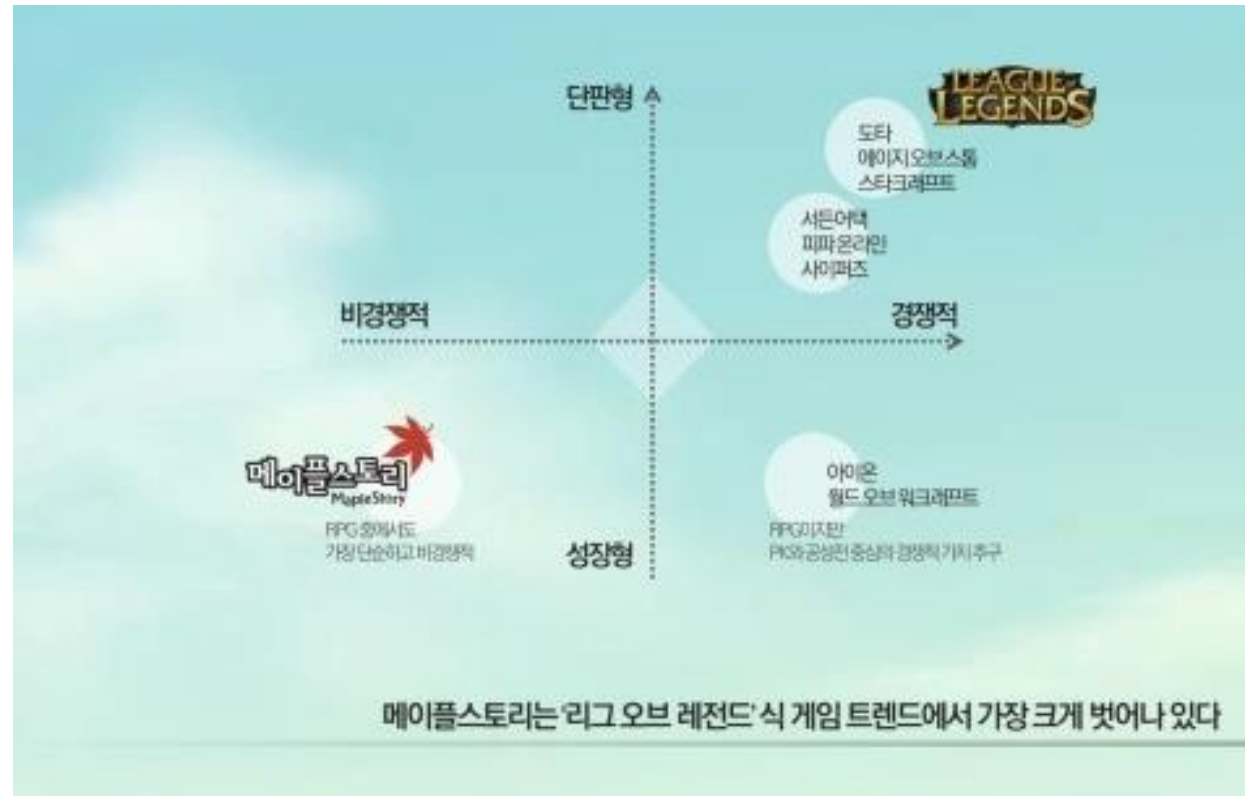 LEAGUE of
LEGENDS
단판형
도타
에이지 오브 스톰
스타크래프트
서든어택
피파 온라인
사이퍼즈
비경쟁적
경쟁적
메이플스토리
MapleStory
RPG 중에서도
가장 단순하고 비경쟁적
아이온
월드 오브 워크래프트
RPG이지만
PK와 공성전 중심의 경쟁적 가치 추구
성장형
메이플스토리는 '리그 오브 레전드' 식 게임 트렌드에서 가장 크게 벗어나 있다